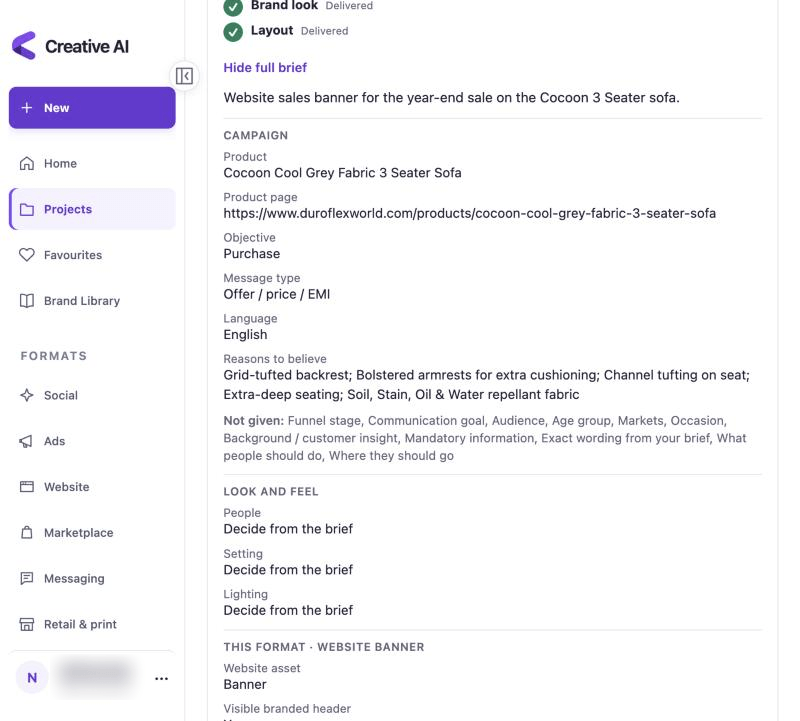 Creative AI
New
Home
Projects
Favourites
Brand Library
FORMATS
Social
Ads
Website
Marketplace
Messaging
Retail & print
N
Brand look Delivered
Layout Delivered
Hide full brief
Website sales banner for the year-end sale on the Cocoon 3 Seater sofa.
CAMPAIGN
Product
Cocoon Cool Grey Fabric 3 Seater Sofa
Product page
https://www.duroflexworld.com/products/cocoon-cool-grey-fabric-3-seater-sofa
Objective
Purchase
Message type
Offer / price / EMI
Language
English
Reasons to believe
Grid-tufted backrest; Bolstered armrests for extra cushioning; Channel tufting on seat;
Extra-deep seating; Soil, Stain, Oil & Water repellant fabric
Not given: Funnel stage, Communication goal, Audience, Age group, Markets, Occasion,
Background / customer insight, Mandatory information, Exact wording from your brief, What
people should do, Where they should go
LOOK AND FEEL
People
Decide from the brief
Setting
Decide from the brief
Lighting
Decide from the brief
THIS FORMAT · WEBSITE BANNER
Website asset
Banner
Visible branded header